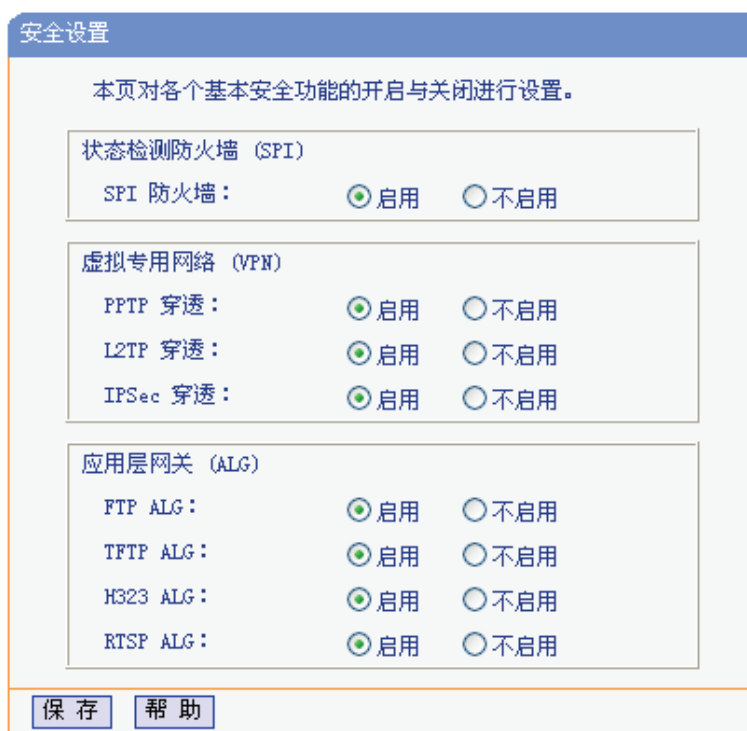 安全设置
本页对各个基本安全功能的开启与关闭进行设置。
状态检测防火墙 (SPI)
SPI 防火墙： 启用 不启用
虚拟专用网络 (VPN)
PPTP 穿透： 启用 不启用
L2TP 穿透： 启用 不启用
IPSec 穿透： 启用 不启用
应用层网关 (ALG)
FTP ALG： 启用 不启用
TFTP ALG： 启用 不启用
H323 ALG： 启用 不启用
RTSP ALG： 启用 不启用
保 存 帮 助